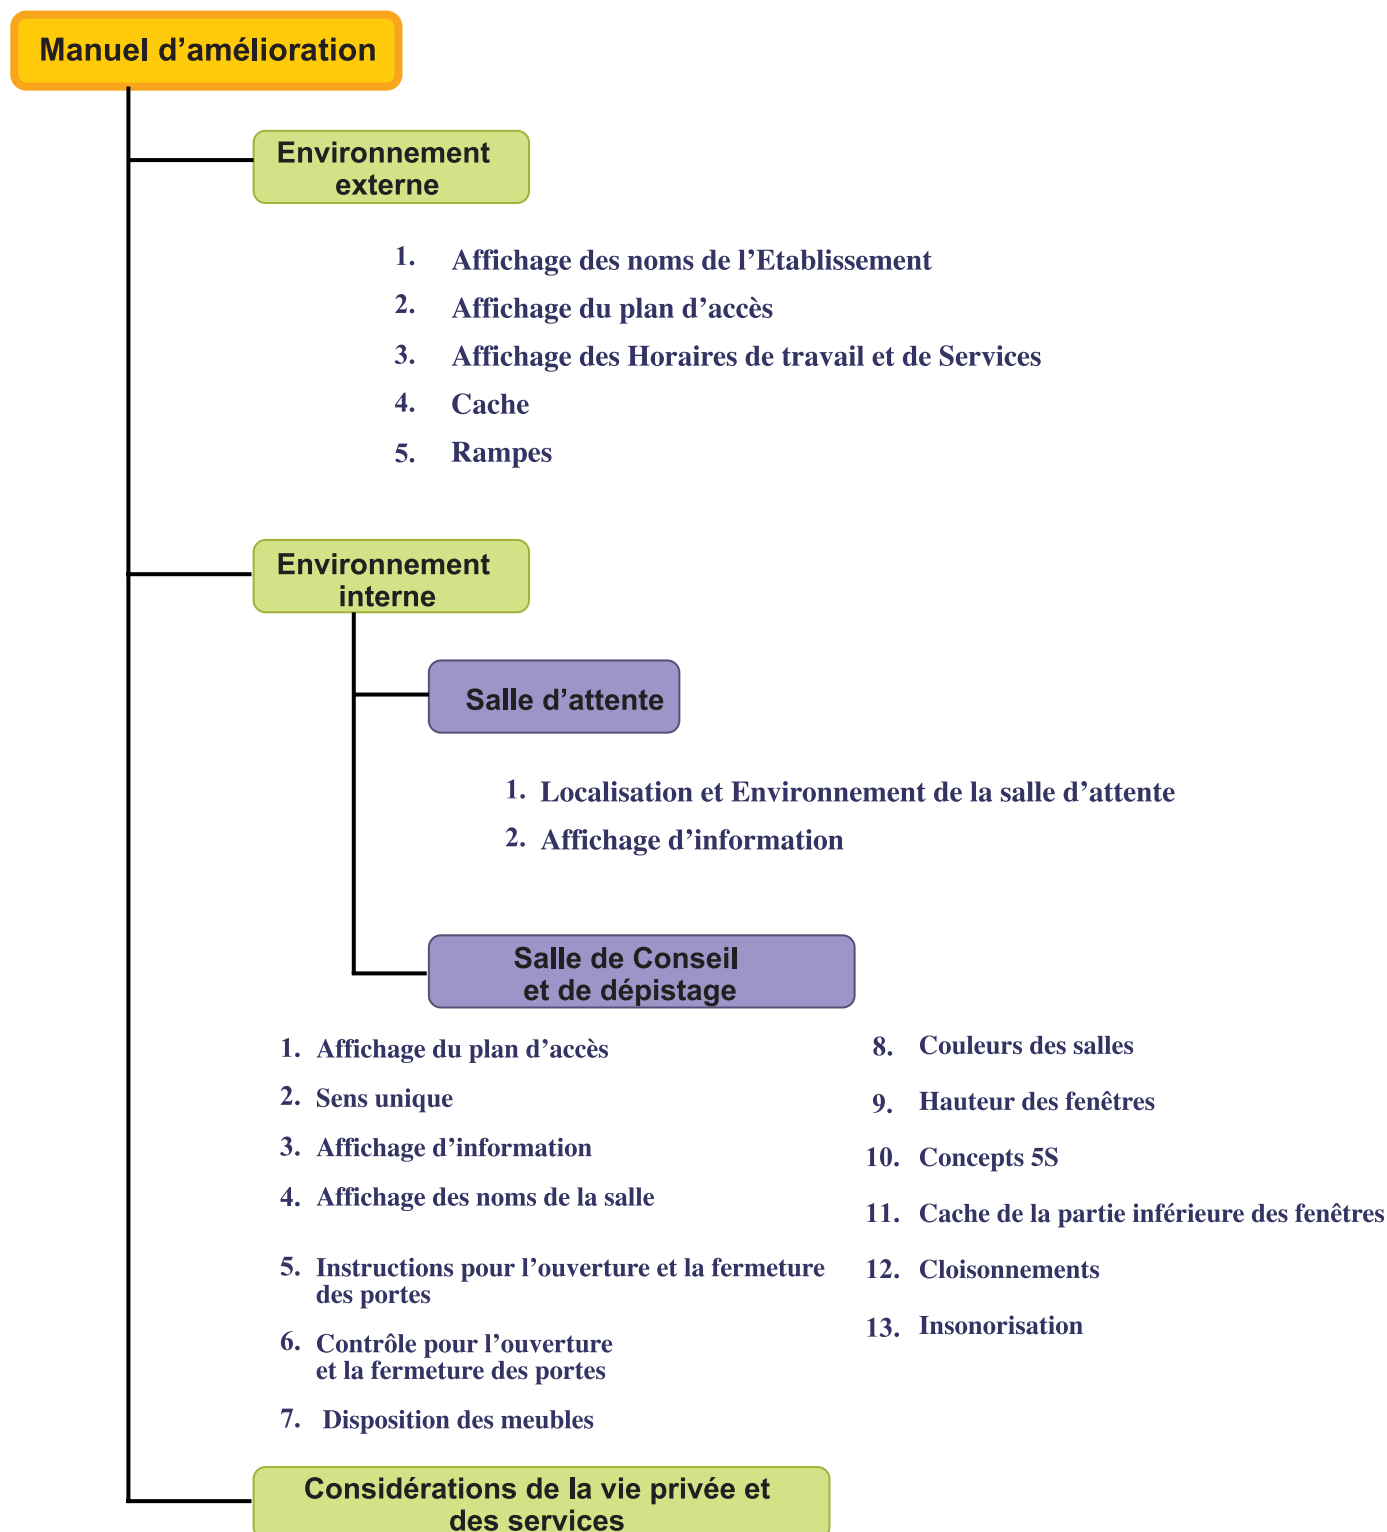 Manuel d’amélioration
Environnement
externe
1. Affichage des noms de l’Etablissement
2. Affichage du plan d’accès
3. Affichage des Horaires de travail et de Services
4. Cache
5. Rampes
Environnement
interne
Salle d’attente
1. Localisation et Environnement de la salle d’attente
2. Affichage d’information
Salle de Conseil
et de dépistage
1. Affichage du plan d’accès
2. Sens unique
3. Affichage d’information
4. Affichage des noms de la salle
5. Instructions pour l’ouverture et la fermeture
des portes
6. Contrôle pour l’ouverture
et la fermeture des portes
7. Disposition des meubles
8. Couleurs des salles
9. Hauteur des fenêtres
10. Concepts 5S
11. Cache de la partie inférieure des fenêtres
12. Cloisonnements
13. Insonorisation
Considérations de la vie privée et
des services